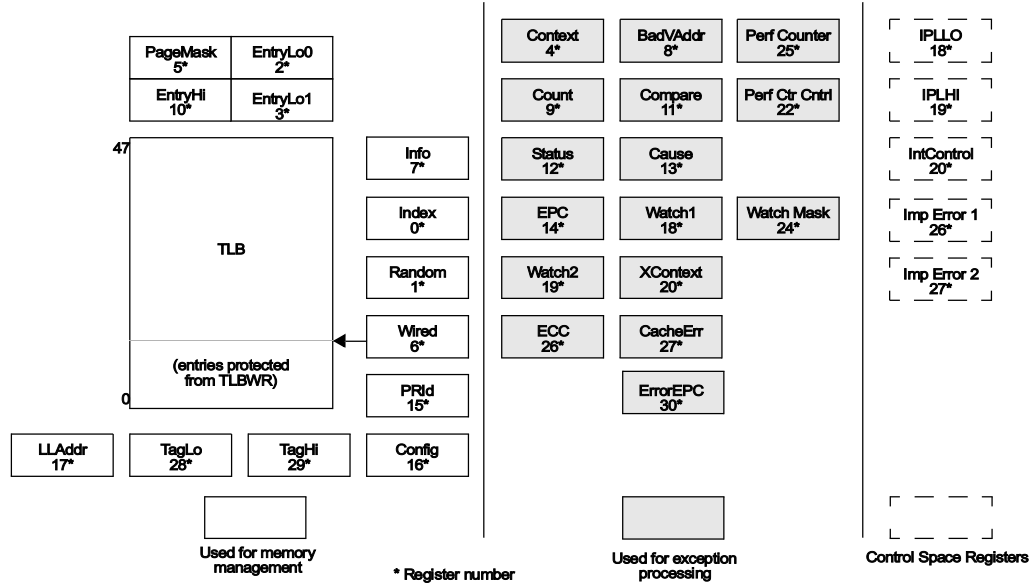 PageMask
5*
EntryLo0
2*
EntryHi
10*
EntryLo1
3*
47
TLB
(entries protected
from TLBWR)
0
Info
7*
Index
0*
Random
1*
Wired
6*
PRId
15*
LLAddr
17*
TagLo
28*
TagHi
29*
Config
16*
Used for memory
management
* Register number
Context
4*
BadVAddr
8*
Perf Counter
25*
Count
9*
Compare
11*
Perf Ctr Cntrl
22*
Status
12*
Cause
13*
EPC
14*
Watch1
18*
Watch Mask
24*
Watch2
19*
XContext
20*
ECC
26*
CacheErr
27*
ErrorEPC
30*
Used for exception
processing
IPLLO
18*
IPLHI
19*
IntControl
20*
Imp Error 1
26*
Imp Error 2
27*
Control Space Registers